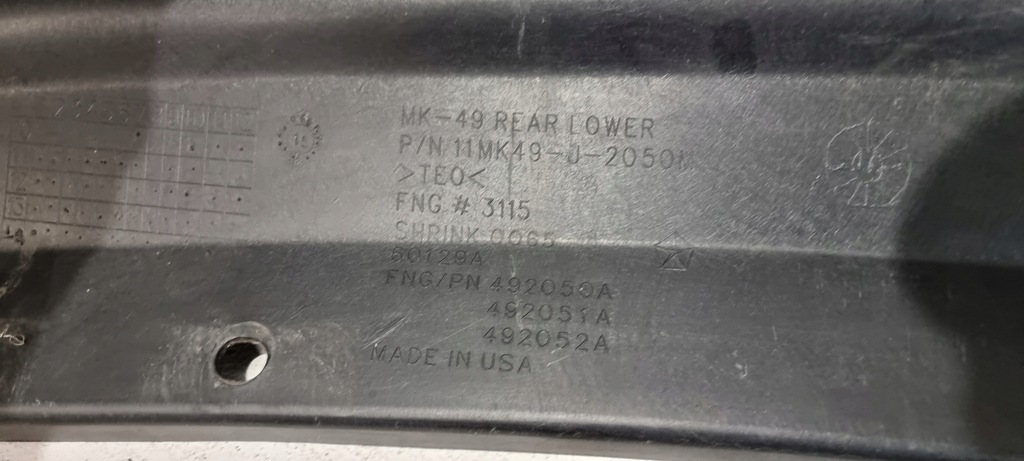 MK-49 REAR LOWER
P/N 11MK49-J-2050M
>TEO<
FNG # 3115
SHRINK 0065
60129A
FNG/PN 492050A
492051A
492052A
MADE IN USA